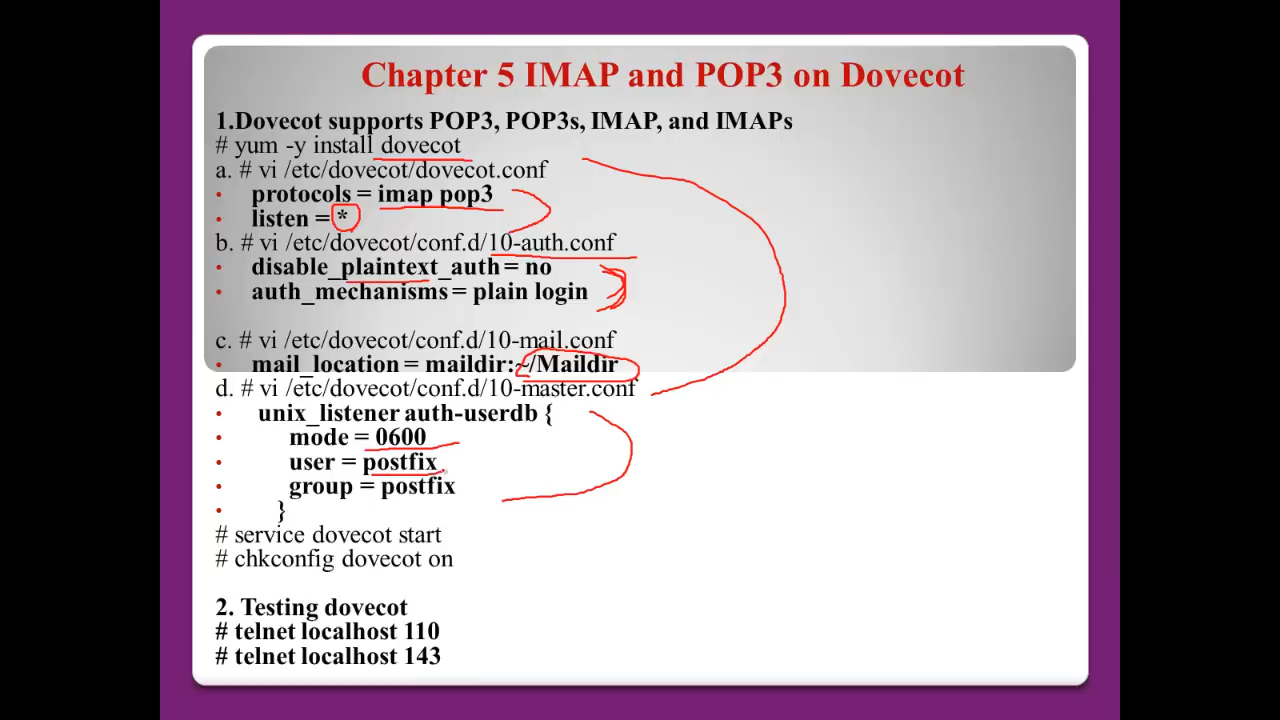 Chapter 5 IMAP and POP3 on Dovecot
1.Dovecot supports POP3, POP3s, IMAP, and IMAPs
# yum -y install dovecot
a. # vi /etc/dovecot/dovecot.conf
• protocols = imap pop3
• listen = *
b. # vi /etc/dovecot/conf.d/10-auth.conf
• disable_plaintext_auth = no
• auth_mechanisms = plain login
c. # vi /etc/dovecot/conf.d/10-mail.conf
• mail_location = maildir:~/Maildir
d. # vi /etc/dovecot/conf.d/10-master.conf
• unix_listener auth-userdb {
• mode = 0600
• user = postfix
• group = postfix
• }
# service dovecot start
# chkconfig dovecot on
2. Testing dovecot
# telnet localhost 110
# telnet localhost 143